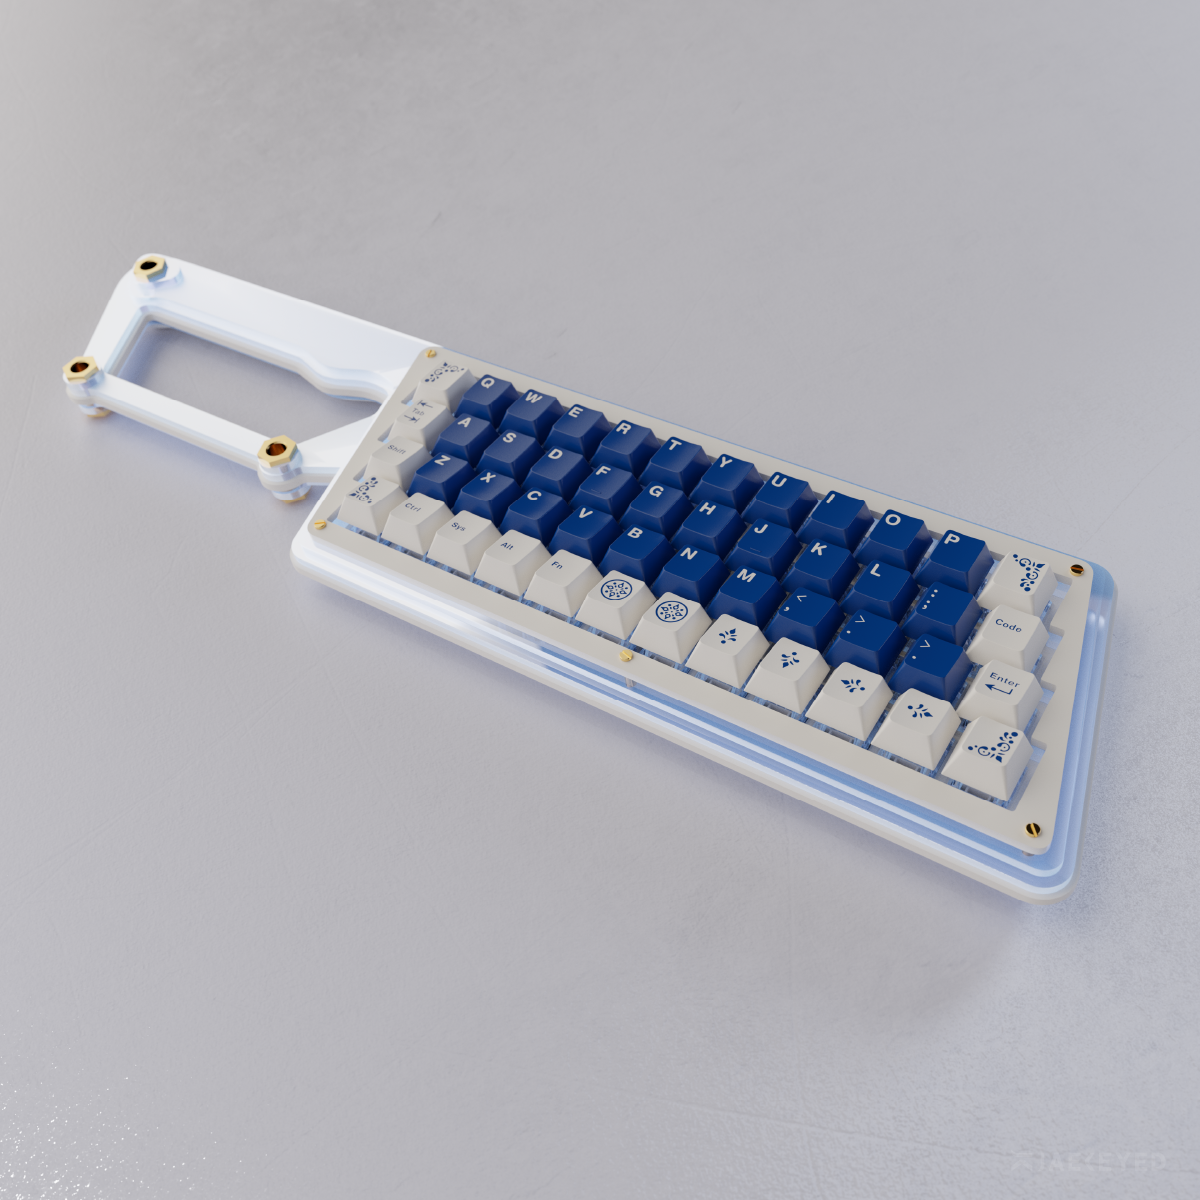 Q W E R T Y U I O P
Tab A S D F G H J K L Code
Shift Z X C V B N M < , > . > . Enter
Ctrl Sys Alt Fn